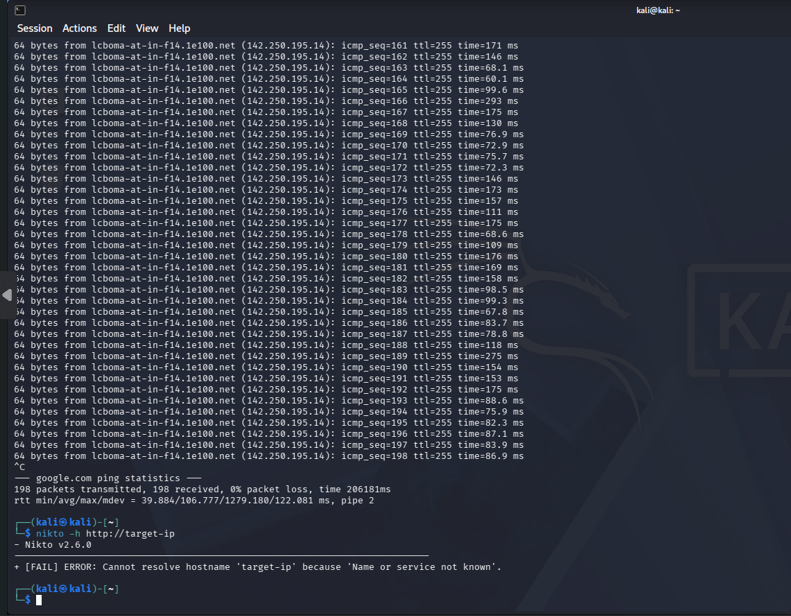 kali@kali: ~
Session Actions Edit View Help
64 bytes from lcboma-at-in-f14.1e100.net (142.250.195.14): icmp_seq=161 ttl=255 time=171 ms
64 bytes from lcboma-at-in-f14.1e100.net (142.250.195.14): icmp_seq=162 ttl=255 time=146 ms
64 bytes from lcboma-at-in-f14.1e100.net (142.250.195.14): icmp_seq=163 ttl=255 time=68.1 ms
64 bytes from lcboma-at-in-f14.1e100.net (142.250.195.14): icmp_seq=164 ttl=255 time=60.1 ms
64 bytes from lcboma-at-in-f14.1e100.net (142.250.195.14): icmp_seq=165 ttl=255 time=99.6 ms
64 bytes from lcboma-at-in-f14.1e100.net (142.250.195.14): icmp_seq=166 ttl=255 time=293 ms
64 bytes from lcboma-at-in-f14.1e100.net (142.250.195.14): icmp_seq=167 ttl=255 time=175 ms
64 bytes from lcboma-at-in-f14.1e100.net (142.250.195.14): icmp_seq=168 ttl=255 time=130 ms
64 bytes from lcboma-at-in-f14.1e100.net (142.250.195.14): icmp_seq=169 ttl=255 time=76.9 ms
64 bytes from lcboma-at-in-f14.1e100.net (142.250.195.14): icmp_seq=170 ttl=255 time=72.9 ms
64 bytes from lcboma-at-in-f14.1e100.net (142.250.195.14): icmp_seq=171 ttl=255 time=75.7 ms
64 bytes from lcboma-at-in-f14.1e100.net (142.250.195.14): icmp_seq=172 ttl=255 time=72.3 ms
64 bytes from lcboma-at-in-f14.1e100.net (142.250.195.14): icmp_seq=173 ttl=255 time=146 ms
64 bytes from lcboma-at-in-f14.1e100.net (142.250.195.14): icmp_seq=174 ttl=255 time=173 ms
64 bytes from lcboma-at-in-f14.1e100.net (142.250.195.14): icmp_seq=175 ttl=255 time=157 ms
64 bytes from lcboma-at-in-f14.1e100.net (142.250.195.14): icmp_seq=176 ttl=255 time=111 ms
64 bytes from lcboma-at-in-f14.1e100.net (142.250.195.14): icmp_seq=177 ttl=255 time=175 ms
64 bytes from lcboma-at-in-f14.1e100.net (142.250.195.14): icmp_seq=178 ttl=255 time=68.6 ms
64 bytes from lcboma-at-in-f14.1e100.net (142.250.195.14): icmp_seq=179 ttl=255 time=109 ms
64 bytes from lcboma-at-in-f14.1e100.net (142.250.195.14): icmp_seq=180 ttl=255 time=176 ms
64 bytes from lcboma-at-in-f14.1e100.net (142.250.195.14): icmp_seq=181 ttl=255 time=169 ms
64 bytes from lcboma-at-in-f14.1e100.net (142.250.195.14): icmp_seq=182 ttl=255 time=158 ms
64 bytes from lcboma-at-in-f14.1e100.net (142.250.195.14): icmp_seq=183 ttl=255 time=98.5 ms
64 bytes from lcboma-at-in-f14.1e100.net (142.250.195.14): icmp_seq=184 ttl=255 time=99.3 ms
64 bytes from lcboma-at-in-f14.1e100.net (142.250.195.14): icmp_seq=185 ttl=255 time=67.8 ms
64 bytes from lcboma-at-in-f14.1e100.net (142.250.195.14): icmp_seq=186 ttl=255 time=83.7 ms
64 bytes from lcboma-at-in-f14.1e100.net (142.250.195.14): icmp_seq=187 ttl=255 time=78.8 ms
64 bytes from lcboma-at-in-f14.1e100.net (142.250.195.14): icmp_seq=188 ttl=255 time=118 ms
64 bytes from lcboma-at-in-f14.1e100.net (142.250.195.14): icmp_seq=189 ttl=255 time=275 ms
64 bytes from lcboma-at-in-f14.1e100.net (142.250.195.14): icmp_seq=190 ttl=255 time=154 ms
64 bytes from lcboma-at-in-f14.1e100.net (142.250.195.14): icmp_seq=191 ttl=255 time=153 ms
64 bytes from lcboma-at-in-f14.1e100.net (142.250.195.14): icmp_seq=192 ttl=255 time=175 ms
64 bytes from lcboma-at-in-f14.1e100.net (142.250.195.14): icmp_seq=193 ttl=255 time=88.6 ms
64 bytes from lcboma-at-in-f14.1e100.net (142.250.195.14): icmp_seq=194 ttl=255 time=75.9 ms
64 bytes from lcboma-at-in-f14.1e100.net (142.250.195.14): icmp_seq=195 ttl=255 time=82.3 ms
64 bytes from lcboma-at-in-f14.1e100.net (142.250.195.14): icmp_seq=196 ttl=255 time=87.1 ms
64 bytes from lcboma-at-in-f14.1e100.net (142.250.195.14): icmp_seq=197 ttl=255 time=83.9 ms
64 bytes from lcboma-at-in-f14.1e100.net (142.250.195.14): icmp_seq=198 ttl=255 time=86.9 ms
^C
--- google.com ping statistics ---
198 packets transmitted, 198 received, 0% packet loss, time 206181ms
rtt min/avg/max/mdev = 39.884/106.777/1279.180/122.081 ms, pipe 2
┌──(kali㉿kali)-[~]
└─$ nikto -h http://target-ip
- Nikto v2.6.0
+ [FAIL] ERROR: Cannot resolve hostname 'target-ip' because 'Name or service not known'.
┌──(kali㉿kali)-[~]
└─$
KA